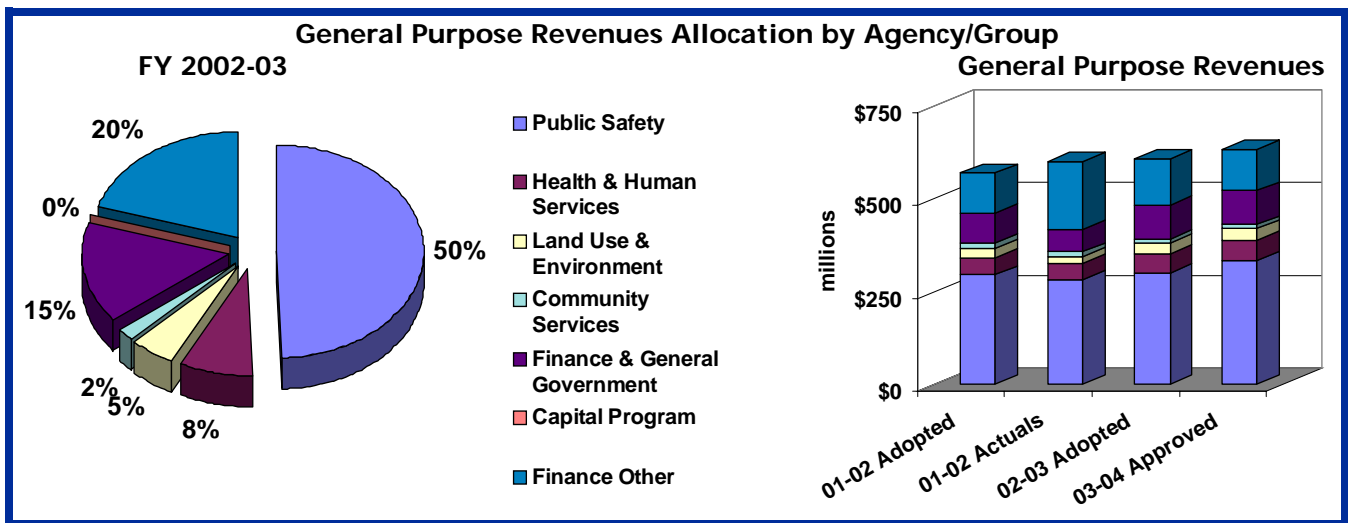 General Purpose Revenues Allocation by Agency/Group
FY 2002-03
20%
0%
15%
2%
5%
8%
50%
Public Safety
Health & Human
Services
Land Use &
Environment
Community
Services
Finance & General
Government
Capital Program
Finance Other
General Purpose Revenues
$750
$500
$250
$0
millions
01-02 Adopted
01-02 Actuals
02-03 Adopted
03-04 Approved